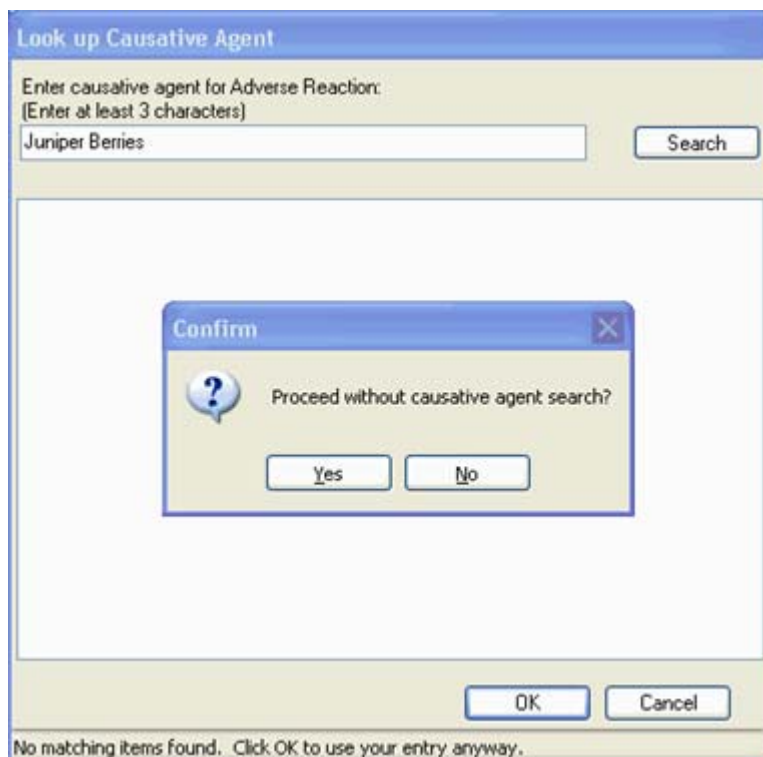 Look up Causative Agent
Enter causative agent for Adverse Reaction:
(Enter at least 3 characters)
Juniper Berries
Search
Confirm
?
Proceed without causative agent search?
Yes
No
OK
Cancel
No matching items found. Click OK to use your entry anyway.